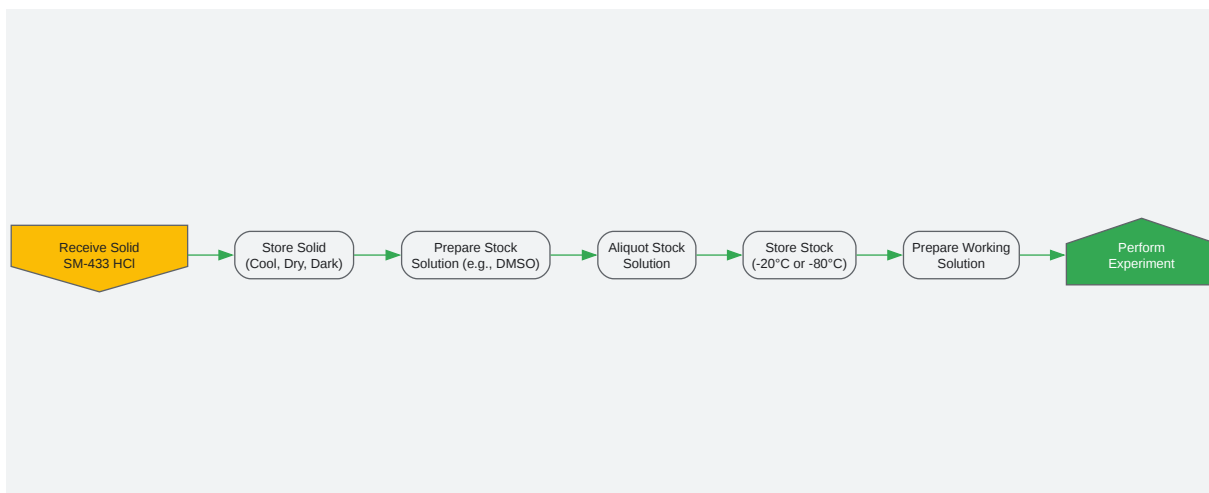 Receive Solid
SM-433 HCl
Store Solid
(Cool, Dry, Dark)
Prepare Stock
Solution (e.g., DMSO)
Aliquot Stock
Solution
Store Stock
(-20°C or -80°C)
Prepare Working
Solution
Perform
Experiment